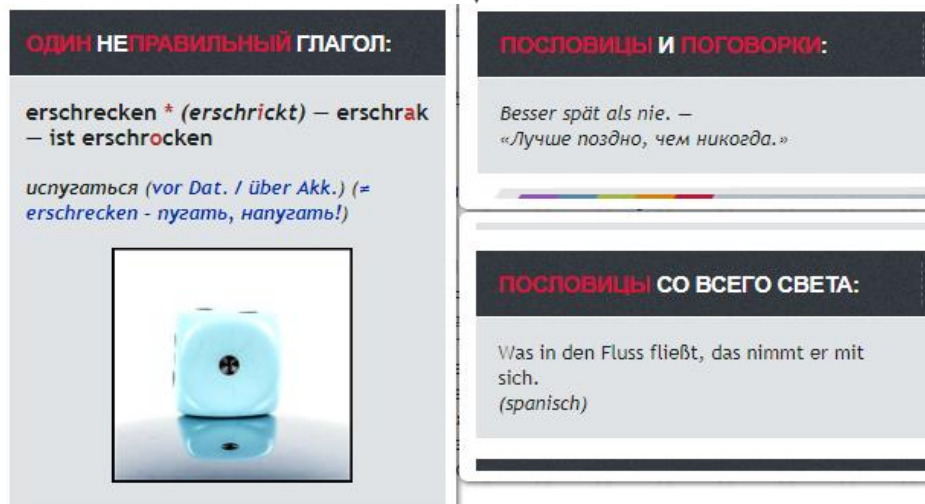 ОДИН НЕПРАВИЛЬНЫЙ ГЛАГОЛ:
erschrecken * (erschrickt) — erschrak
— ist erschrocken
испугаться (vor Dat. / über Akk.) (≠
erschrecken - пугать, напугать!)
ПОСЛОВИЦЫ И ПОГОВОРКИ:
Besser spät als nie. —
«Лучше поздно, чем никогда.»
ПОСЛОВИЦЫ СО ВСЕГО СВЕТА:
Was in den Fluss fließt, das nimmt er mit
sich.
(spanisch)